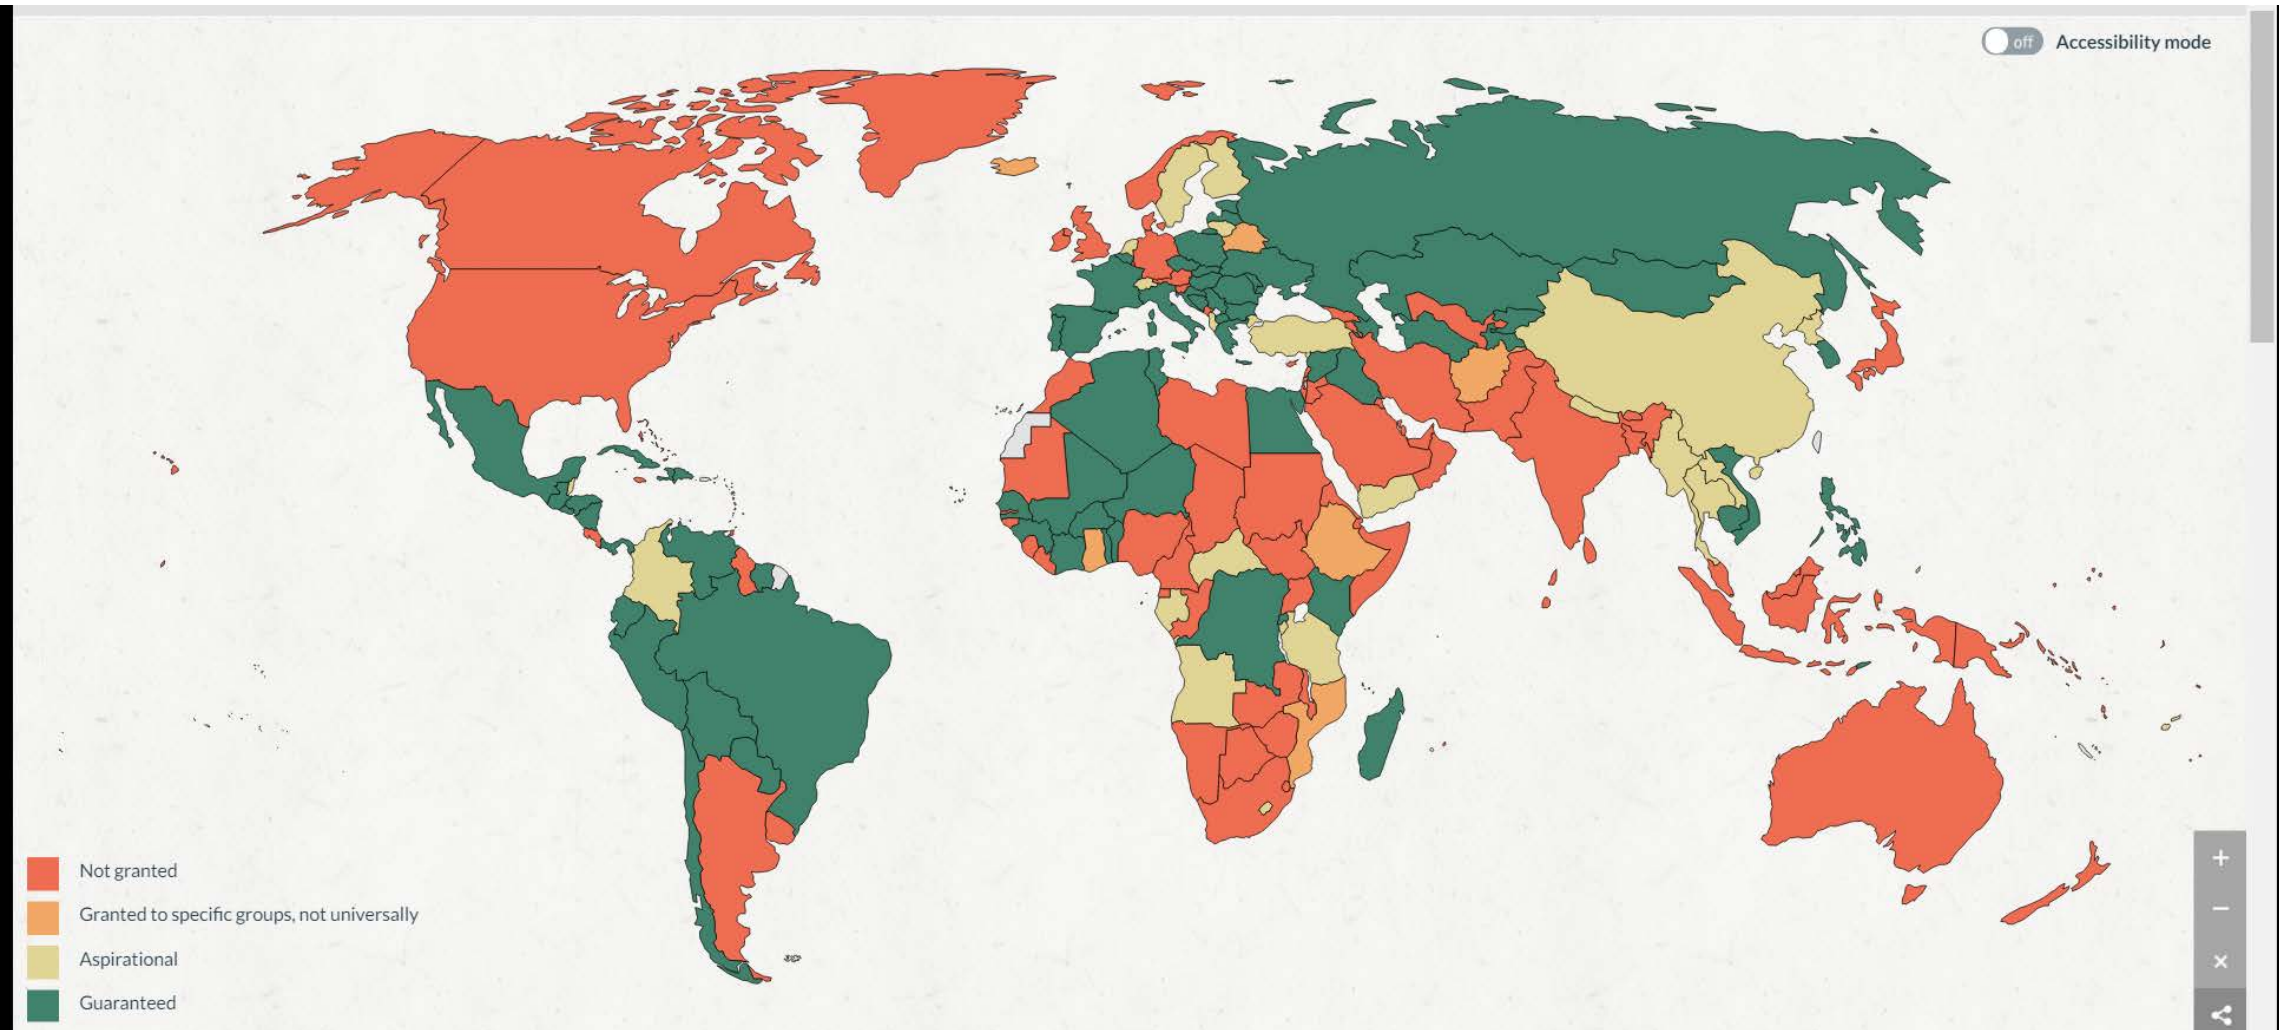 off Accessibility mode
Not granted
Granted to specific groups, not universally
Aspirational
Guaranteed